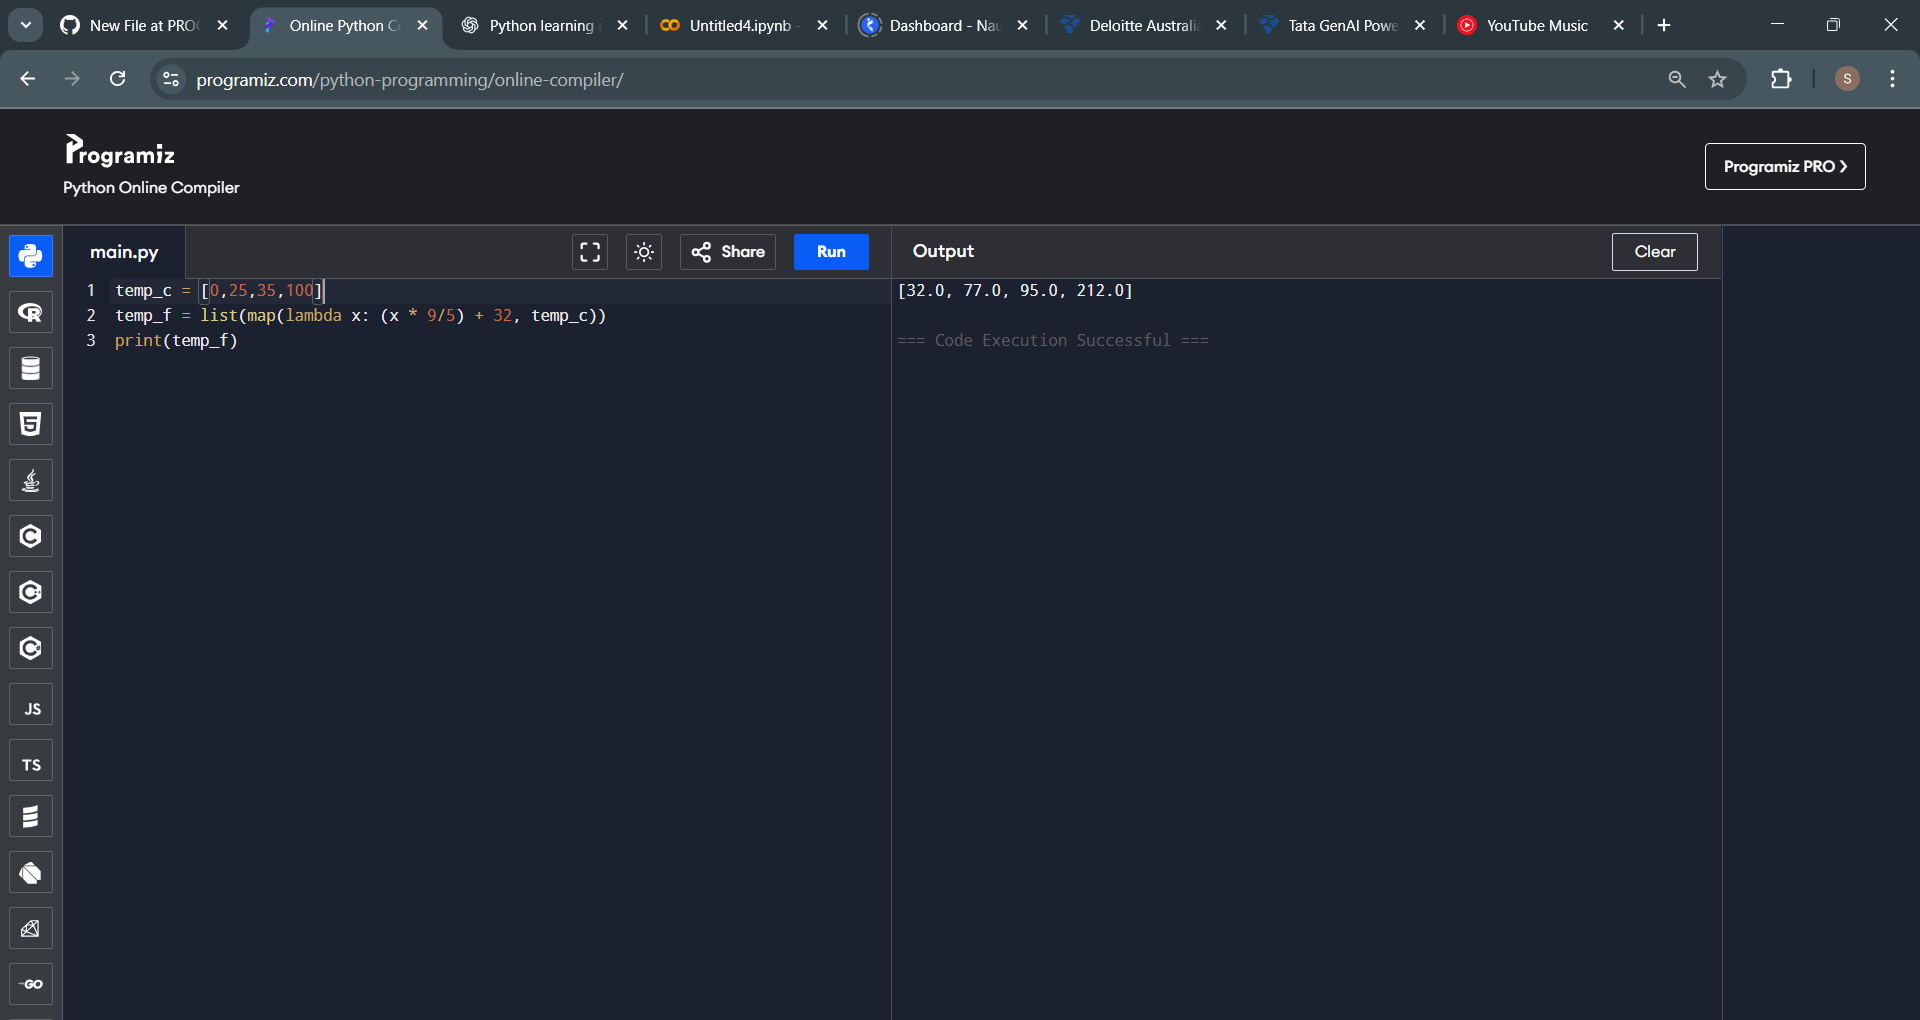 New File at PRO
Online Python C
Python learning
Untitled4.ipynb -
Dashboard - Nau
Deloitte Australi
Tata GenAI Powe
YouTube Music
programiz.com/python-programming/online-compiler/
S
Programiz
Python Online Compiler
Programiz PRO
main.py
Share
Run
Output
Clear
1 temp_c = [0,25,35,100]
2 temp_f = list(map(lambda x: (x * 9/5) + 32, temp_c))
3 print(temp_f)
[32.0, 77.0, 95.0, 212.0]
=== Code Execution Successful ===
R
5
C
C
C
JS
TS
GO